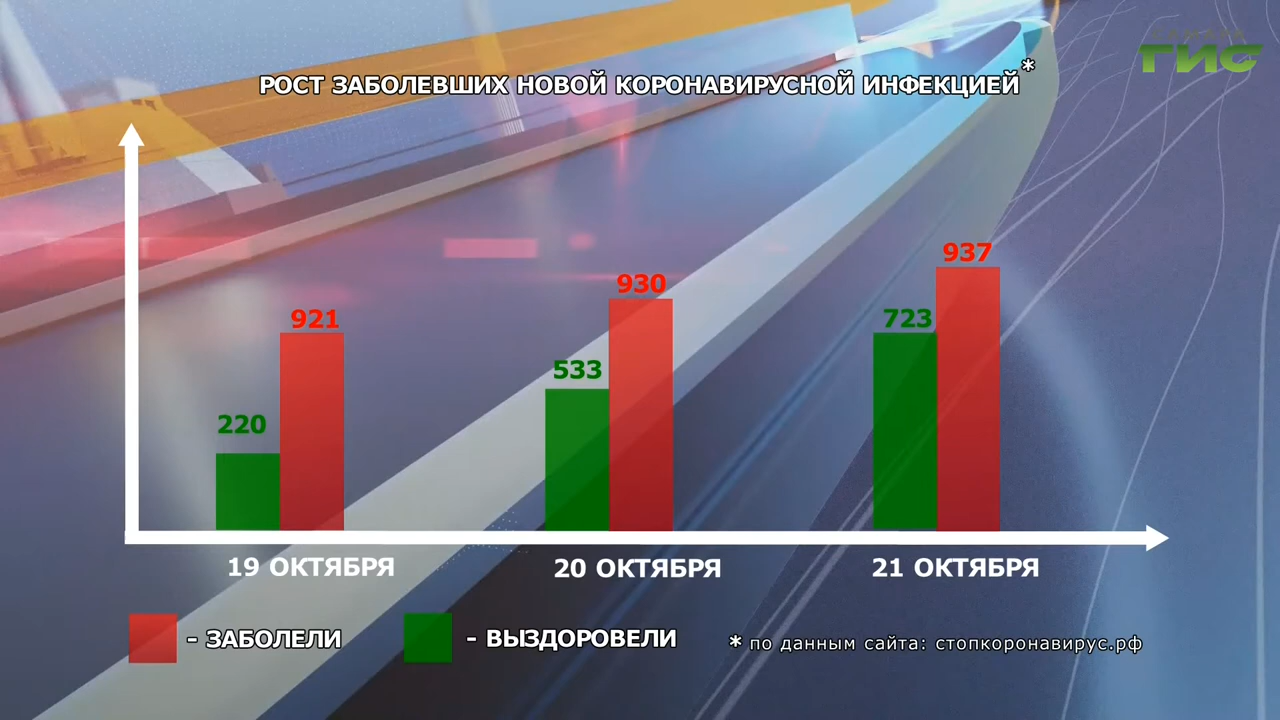 РОСТ ЗАБОЛЕВШИХ НОВОЙ КОРОНАВИРУСНОЙ ИНФЕКЦИЕЙ*
САМАРА
ГИС
937
930
921
723
533
220
19 ОКТЯБРЯ
20 ОКТЯБРЯ
21 ОКТЯБРЯ
- ЗАБОЛЕЛИ
- ВЫЗДОРОВЕЛИ
* по данным сайта: стопкоронавирус.рф